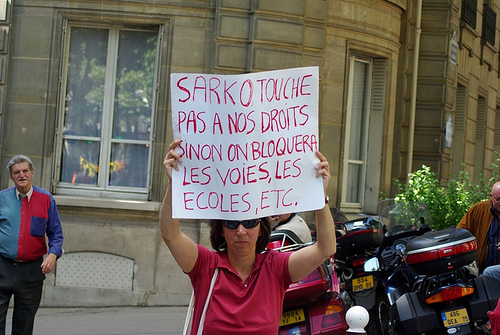 SARKO TOUCHE
PAS A NOS DROITS
SINON ON BLOQUERA
LES VOIES, LES
ECOLES, ETC.